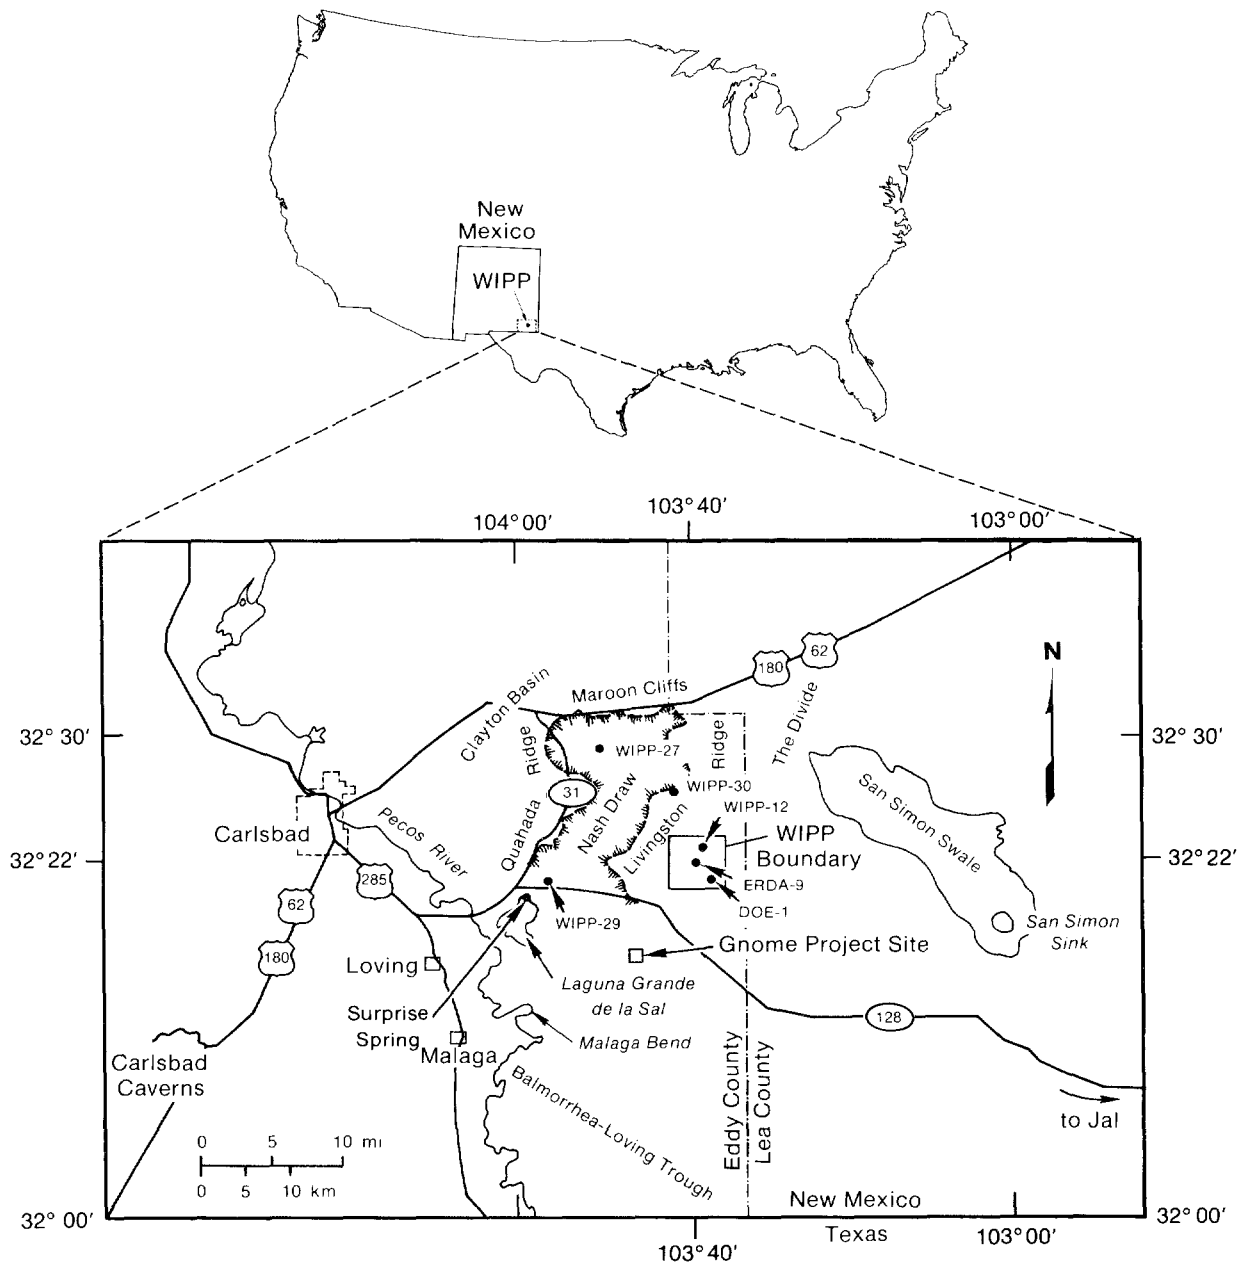 New
Mexico
WIPP
103° 40′
104° 00′
103° 00′
62
180
N
Maroon Cliffs
Clayton Basin
The Divide
Ridge
Ridge
32° 30′
32° 30′
WIPP-27
WIPP-30
31
WIPP-12
Nash Draw
San Simon Swale
Quahada
Livingston
Pecos River
Carlsbad
WIPP
Boundary
32° 22′
32° 22′
285
ERDA-9
DOE-1
62
WIPP-29
San Simon
Sink
180
Gnome Project Site
Loving
Laguna Grande
de la Sal
Surprise
Spring
128
Malaga Bend
Malaga
Carlsbad
Caverns
Balmorrhea-Loving Trough
Eddy County
Lea County
to Jal
0 5 10 mi
0 5 10 km
New Mexico
32° 00′
32° 00′
Texas
103° 40′
103° 00′